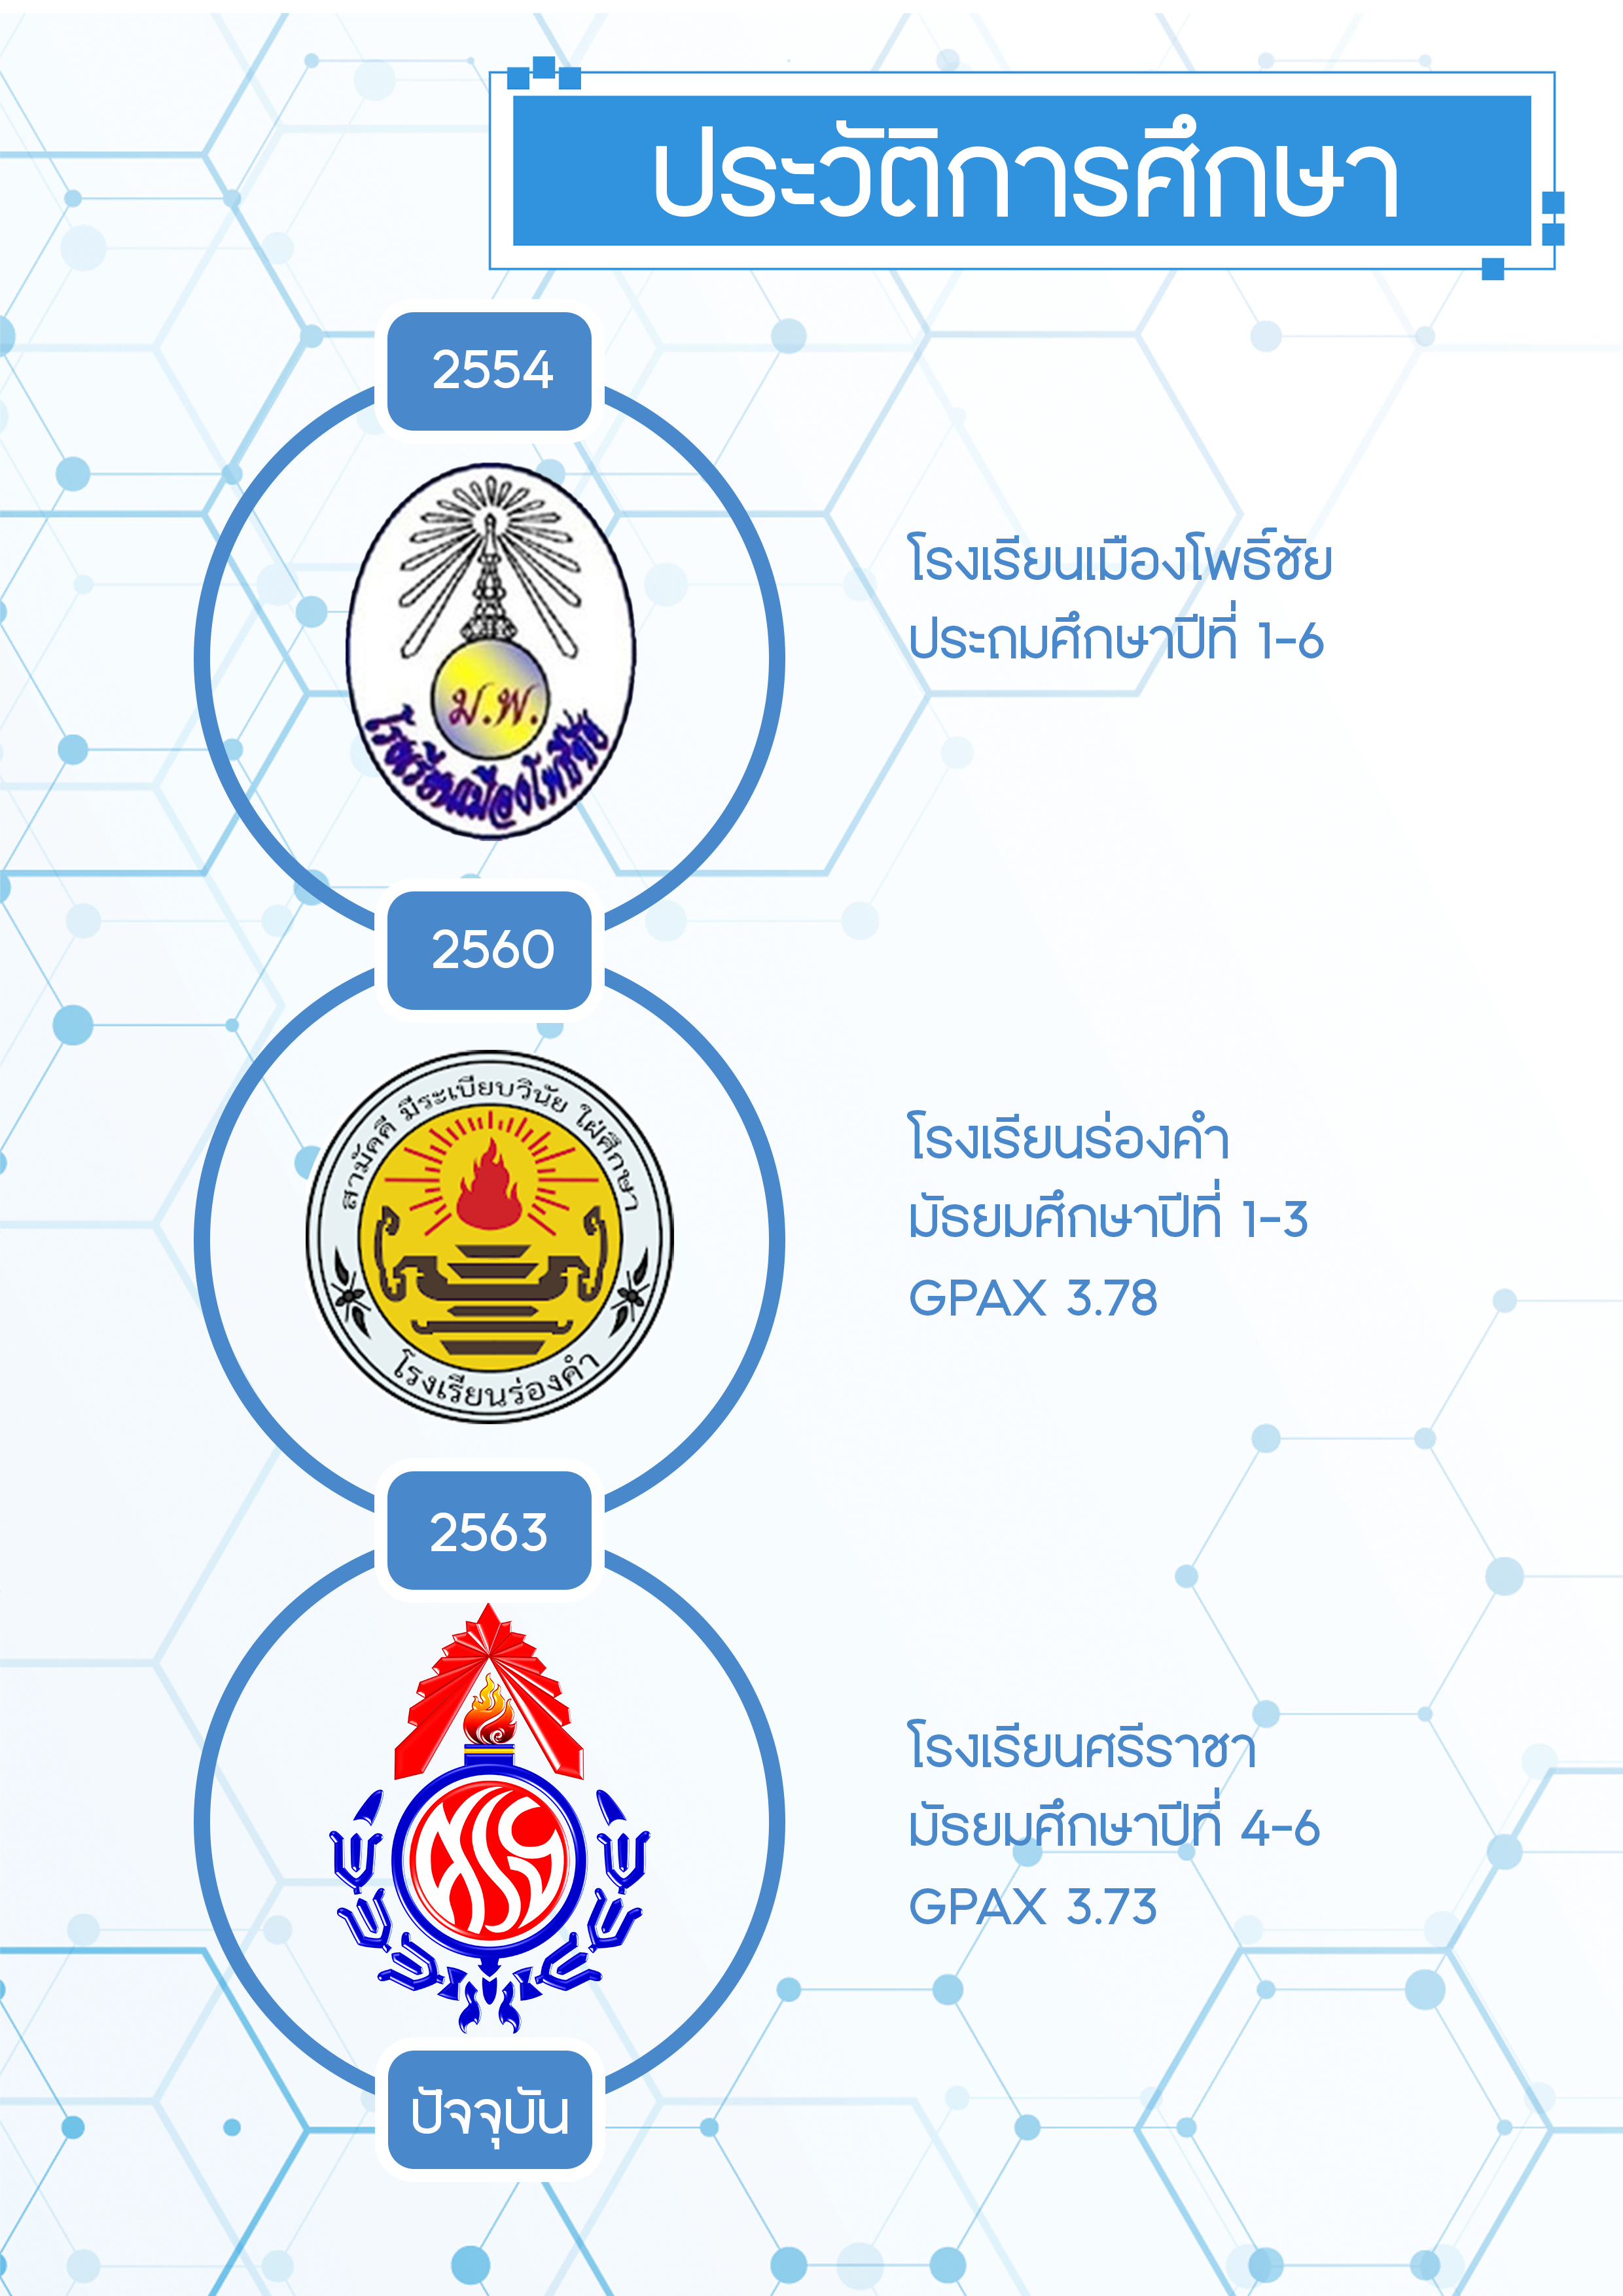 ประวัติการศึกษา
2554
ม.พ.
โรงเรียนเมืองโพธิ์ชัย
โรงเรียนเมืองโพธิ์ชัย
ประถมศึกษาปีที่ 1-6
2560
สามัคคี มีระเบียบวินัย ใฝ่ศึกษา
โรงเรียนร่องคำ
โรงเรียนร่องคำ
มัธยมศึกษาปีที่ 1-3
GPAX 3.78
2563
โรงเรียนศรีราชา
มัธยมศึกษาปีที่ 4-6
GPAX 3.73
ปัจจุบัน